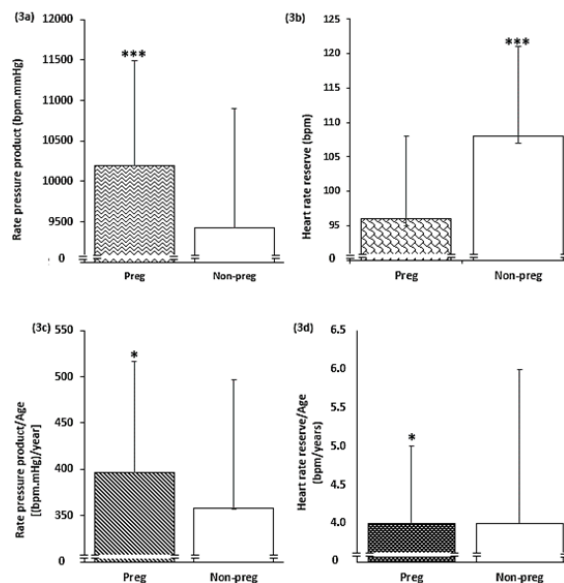 (3a)
Rate pressure product (bpm.mmHg)
12000
11500
11000
10500
10000
9500
0
***
Preg
Non-preg
(3b)
Heart rate reserve (bpm)
125
120
115
110
105
100
95
0
***
Preg
Non-preg
(3c)
Rate pressure product/Age
[(bpm.mHg)/year]
550
500
450
400
350
0
*
Preg
Non-preg
(3d)
Heart rate reserve/Age
(bpm/years)
6.5
6.0
5.5
5.0
4.0
0
*
Preg
Non-preg